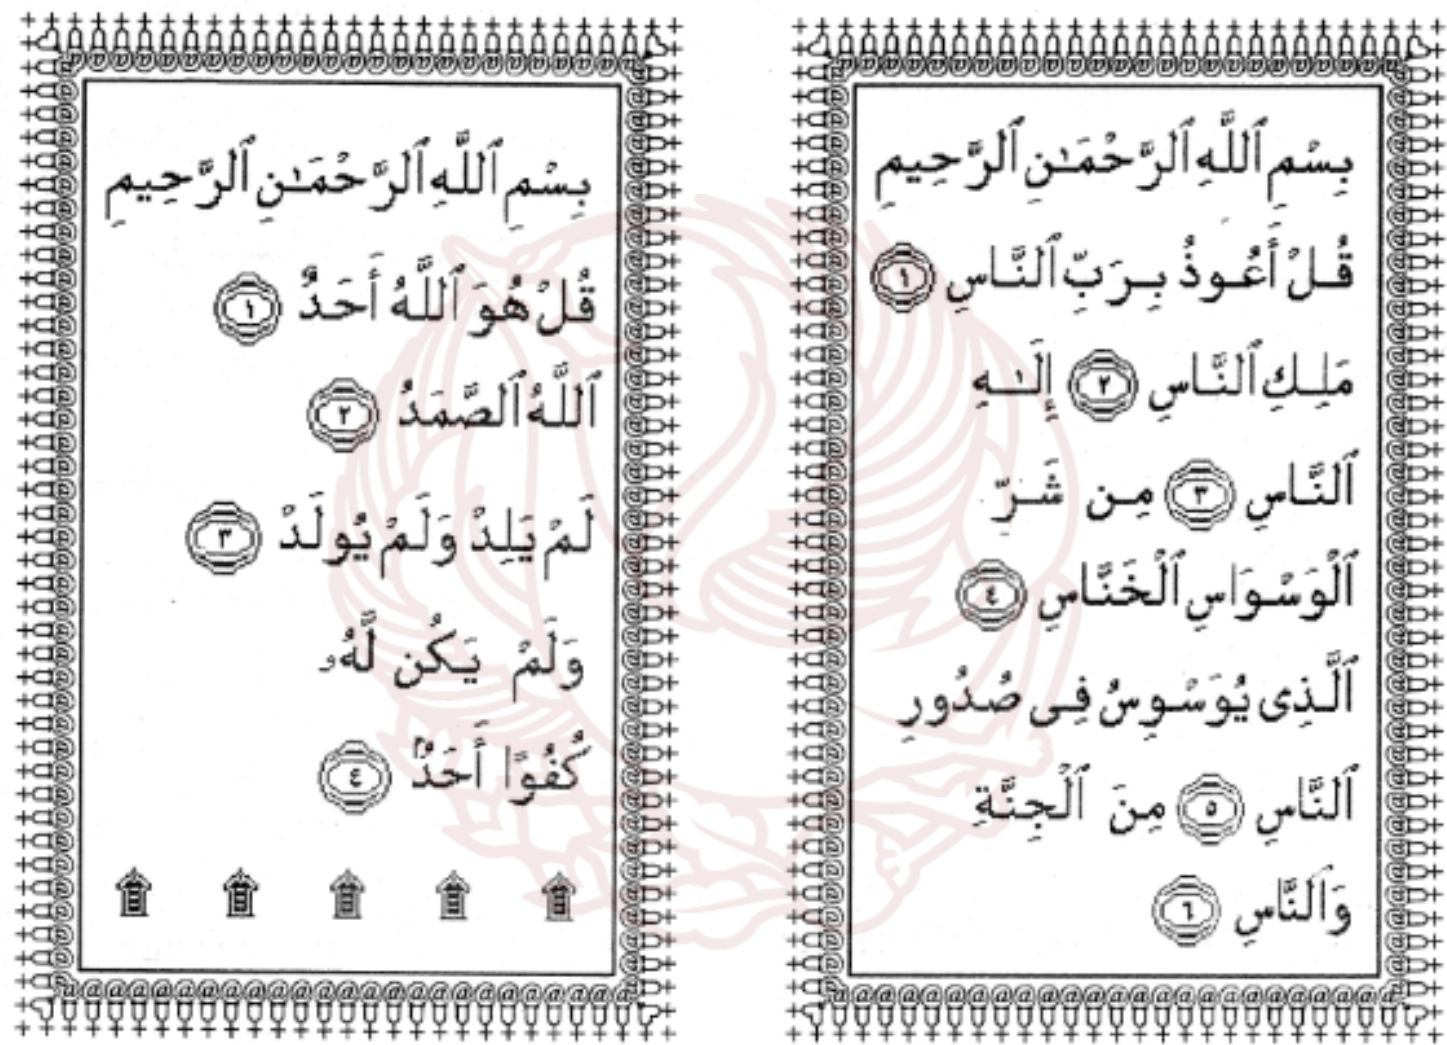 بِسْمِ ٱللَّهِ ٱلرَّحْمَـٰنِ ٱلرَّحِيمِ
قُلْ أَعُوذُ بِرَبِّ ٱلنَّاسِ ١
مَلِكِ ٱلنَّاسِ ٢ إِلَـٰهِ
ٱلنَّاسِ ٣ مِن شَرِّ
ٱلْوَسْوَاسِ ٱلْخَنَّاسِ ٤
ٱلَّذِى يُوَسْوِسُ فِى صُدُورِ
ٱلنَّاسِ ٥ مِنَ ٱلْجِنَّةِ
وَٱلنَّاسِ ٦
بِسْمِ ٱللَّهِ ٱلرَّحْمَـٰنِ ٱلرَّحِيمِ
قُلْ هُوَ ٱللَّهُ أَحَدٌ ١
ٱللَّهُ ٱلصَّمَدُ ٢
لَمْ يَلِدْ وَلَمْ يُولَدْ ٣
وَلَمْ يَكُن لَّهُۥ
كُفُوًا أَحَدٌۢ ٤